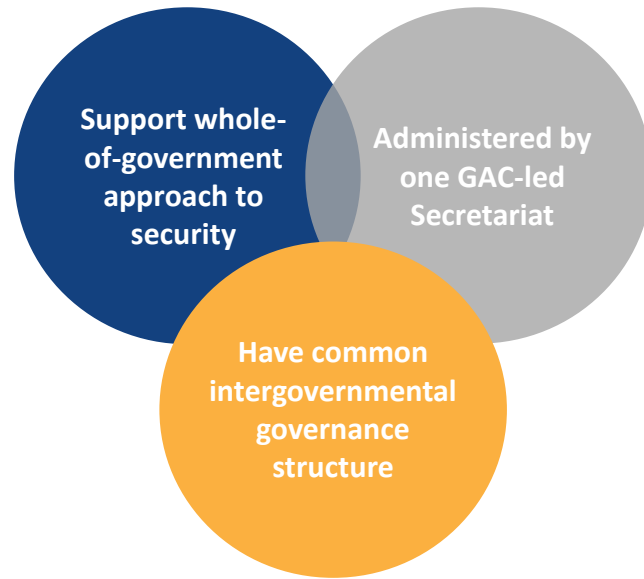 Support whole-
of-government
approach to
security
Administered by
one GAC-led
Secretariat
Have common
intergovernmental
governance
structure